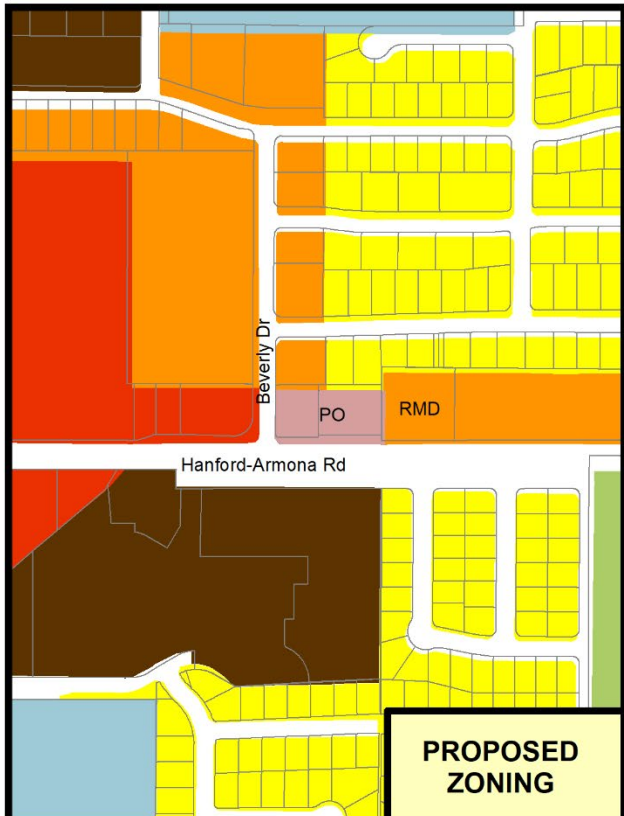 Beverly Dr
PO
RMD
Hanford-Armona Rd
PROPOSED
ZONING